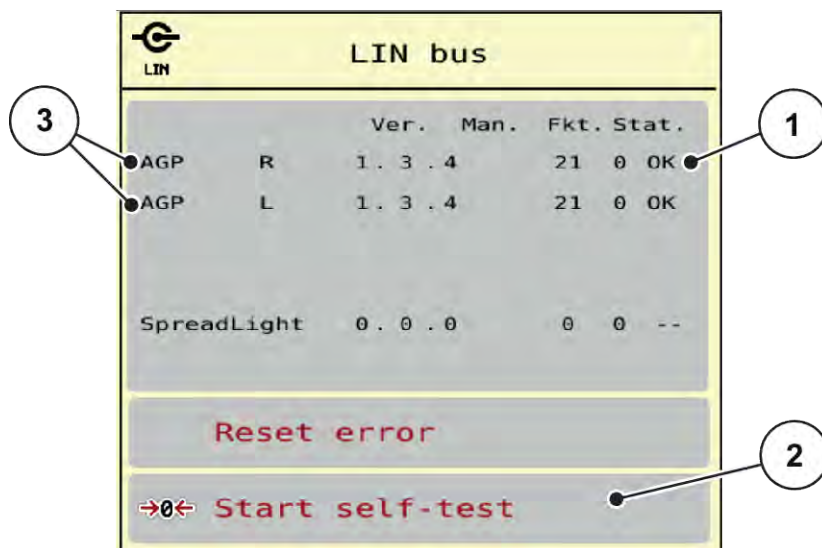 LIN
LIN bus
Ver. Man. Fkt. Stat.
AGP R 1.3.4 21 0 OK
AGP L 1.3.4 21 0 OK
SpreadLight 0.0.0 0 0 --
Reset error
→0← Start self-test
3
1
2